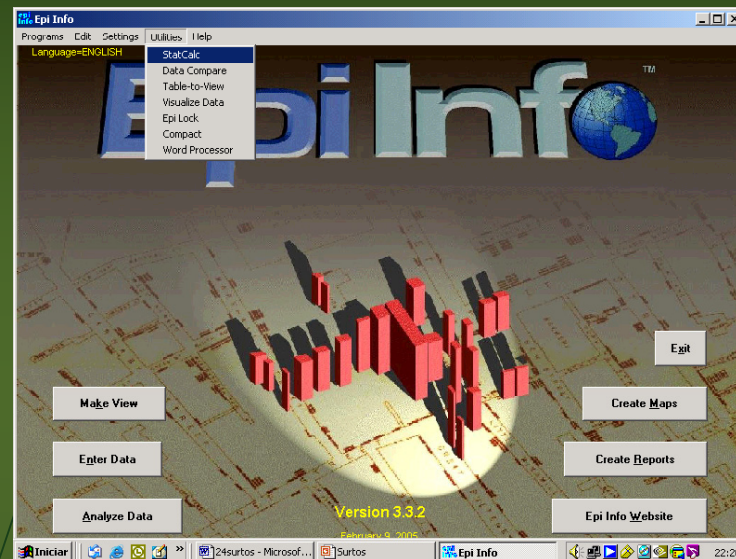 Epi Info
Programs Edit Settings Utilities Help
Language=ENGLISH
StatCalc
Data Compare
Table-to-View
Visualize Data
Epi Lock
Compact
Word Processor
Epi Info TM
Exit
Make View
Create Maps
Enter Data
Create Reports
Analyze Data
Version 3.3.2
Epi Info Website
February 9, 2005
Iniciar
24surtos - Microsof...
Surtos
Epi Info